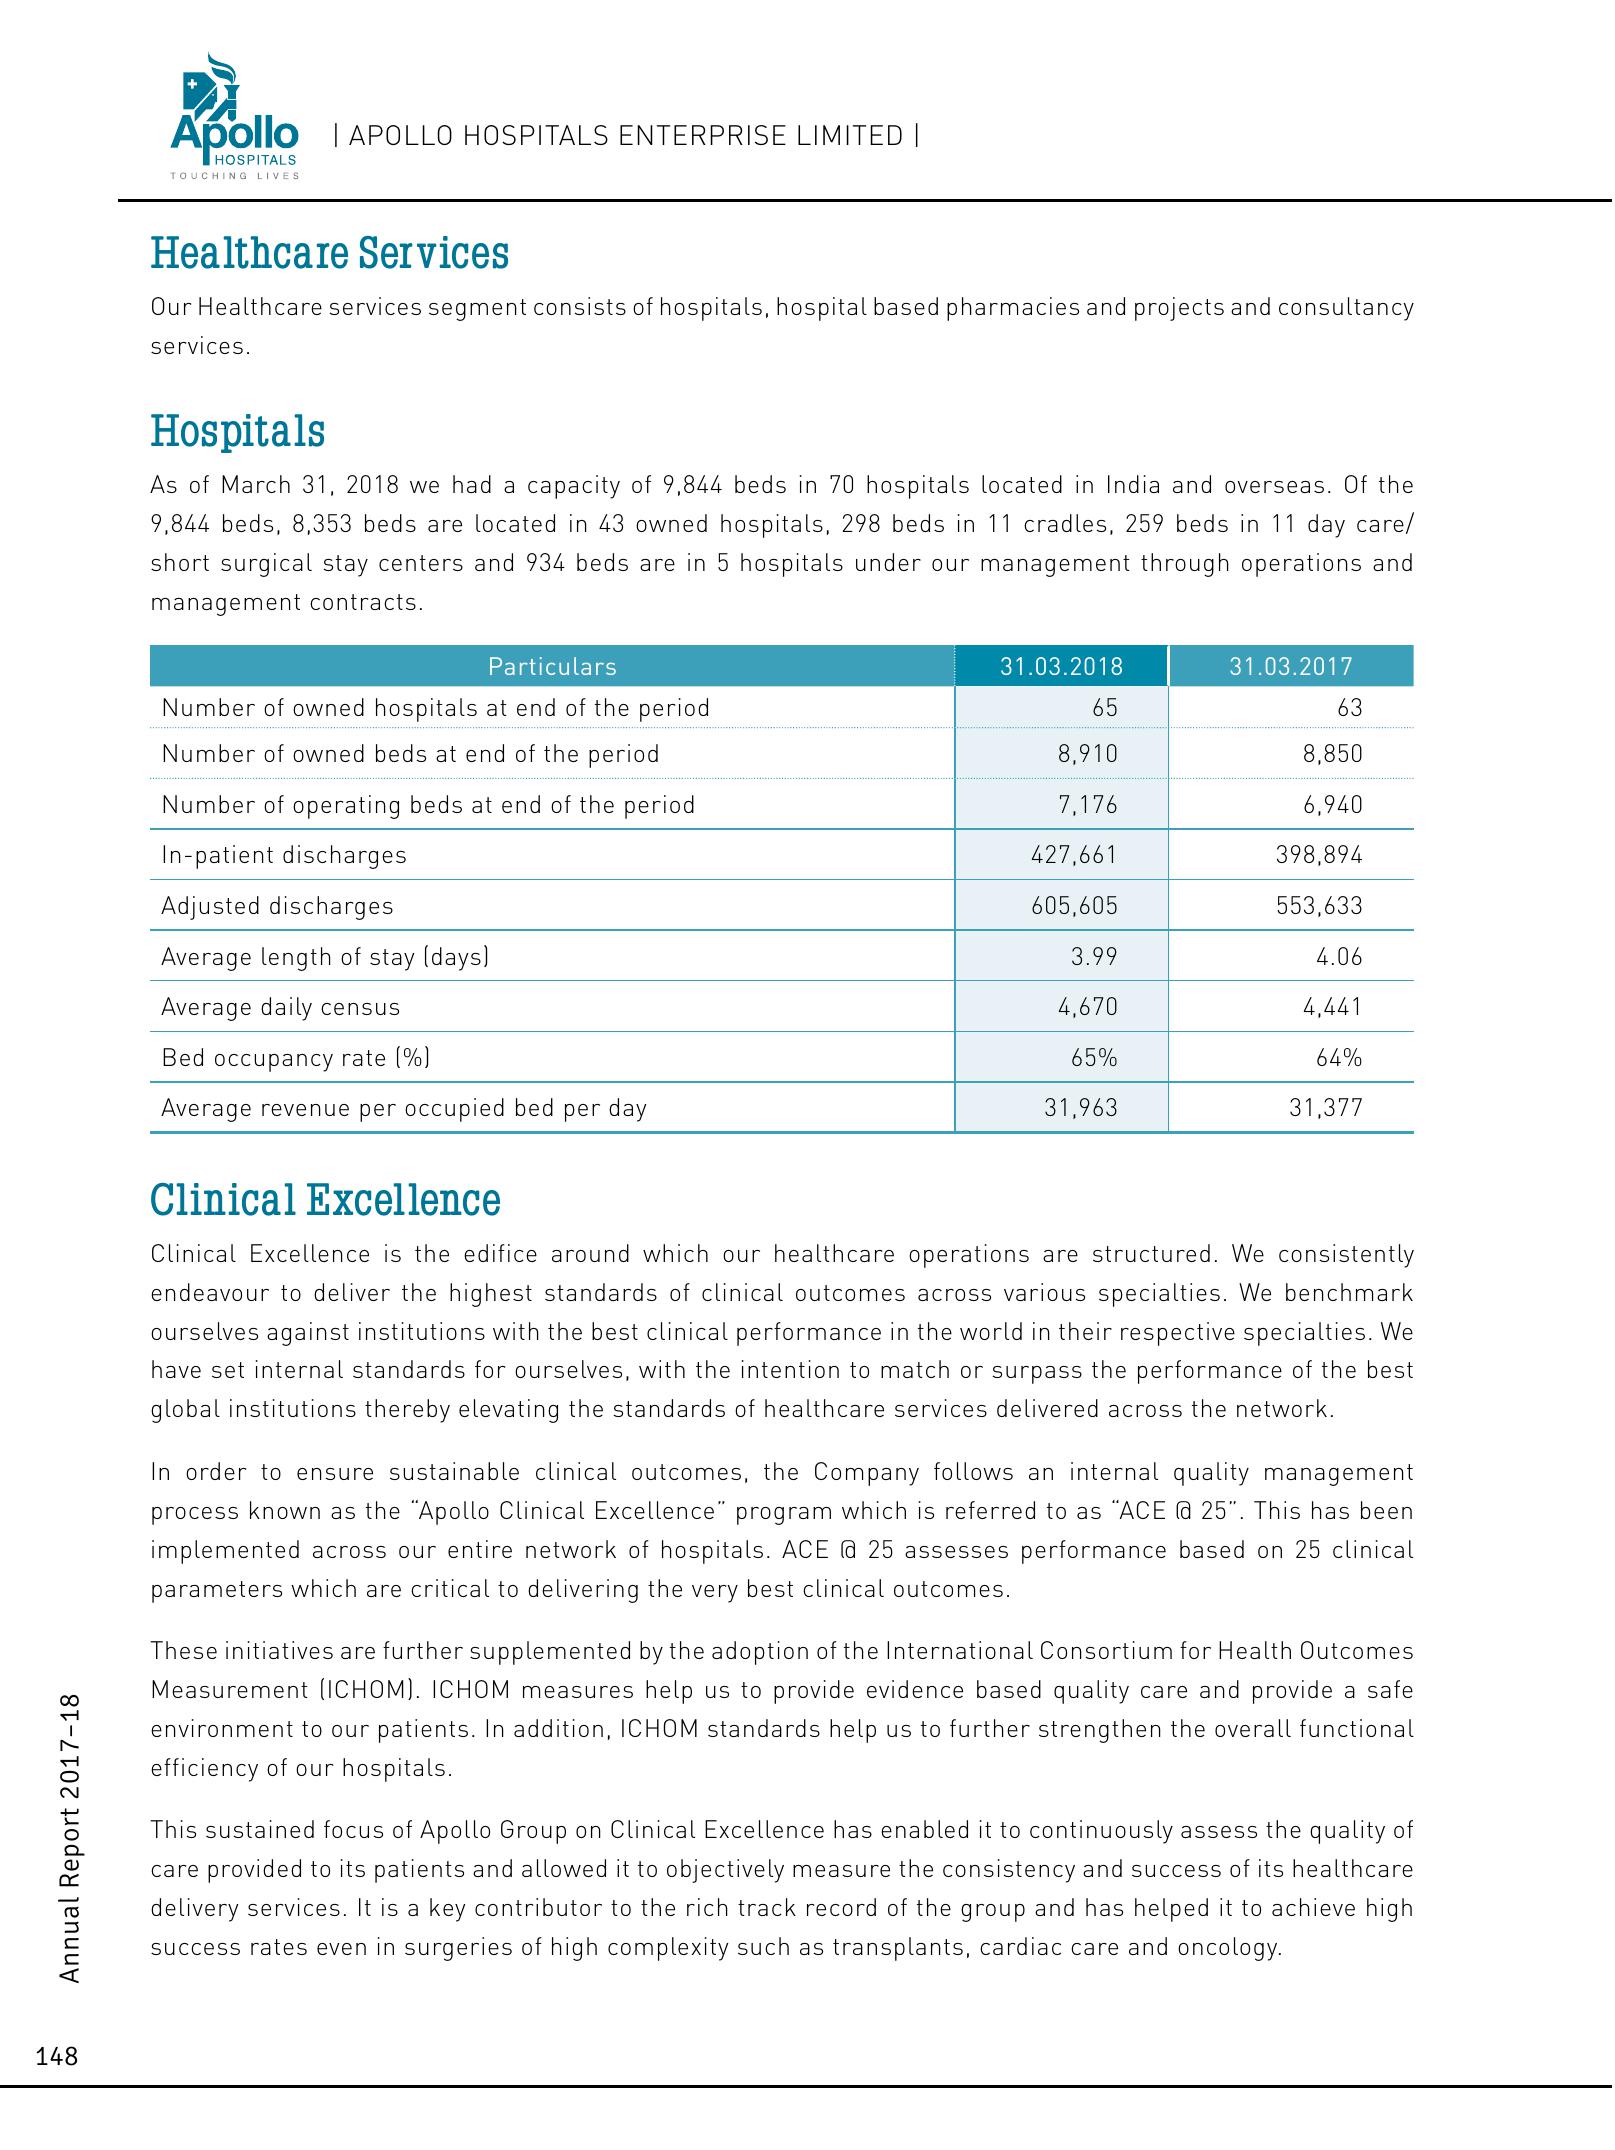 Apollo
HOSPITALS
TOUCHING LIVES
| APOLLO HOSPITALS ENTERPRISE LIMITED |
Healthcare Services
Our Healthcare services segment consists of hospitals, hospital based pharmacies and projects and consultancy
services.
Hospitals
As of March 31, 2018 we had a capacity of 9,844 beds in 70 hospitals located in India and overseas. Of the
9,844 beds, 8,353 beds are located in 43 owned hospitals, 298 beds in 11 cradles, 259 beds in 11 day care/
short surgical stay centers and 934 beds are in 5 hospitals under our management through operations and
management contracts.
Particulars 31.03.2018 31.03.2017
Number of owned hospitals at end of the period 65 63
Number of owned beds at end of the period 8,910 8,850
Number of operating beds at end of the period 7,176 6,940
In-patient discharges 427,661 398,894
Adjusted discharges 605,605 553,633
Average length of stay (days) 3.99 4.06
Average daily census 4,670 4,441
Bed occupancy rate (%) 65% 64%
Average revenue per occupied bed per day 31,963 31,377
Clinical Excellence
Clinical Excellence is the edifice around which our healthcare operations are structured. We consistently
endeavour to deliver the highest standards of clinical outcomes across various specialties. We benchmark
ourselves against institutions with the best clinical performance in the world in their respective specialties. We
have set internal standards for ourselves, with the intention to match or surpass the performance of the best
global institutions thereby elevating the standards of healthcare services delivered across the network.
In order to ensure sustainable clinical outcomes, the Company follows an internal quality management
process known as the “Apollo Clinical Excellence” program which is referred to as “ACE @ 25”. This has been
implemented across our entire network of hospitals. ACE @ 25 assesses performance based on 25 clinical
parameters which are critical to delivering the very best clinical outcomes.
These initiatives are further supplemented by the adoption of the International Consortium for Health Outcomes
Measurement (ICHOM). ICHOM measures help us to provide evidence based quality care and provide a safe
environment to our patients. In addition, ICHOM standards help us to further strengthen the overall functional
efficiency of our hospitals.
This sustained focus of Apollo Group on Clinical Excellence has enabled it to continuously assess the quality of
care provided to its patients and allowed it to objectively measure the consistency and success of its healthcare
delivery services. It is a key contributor to the rich track record of the group and has helped it to achieve high
success rates even in surgeries of high complexity such as transplants, cardiac care and oncology.
Annual Report 2017–18
148